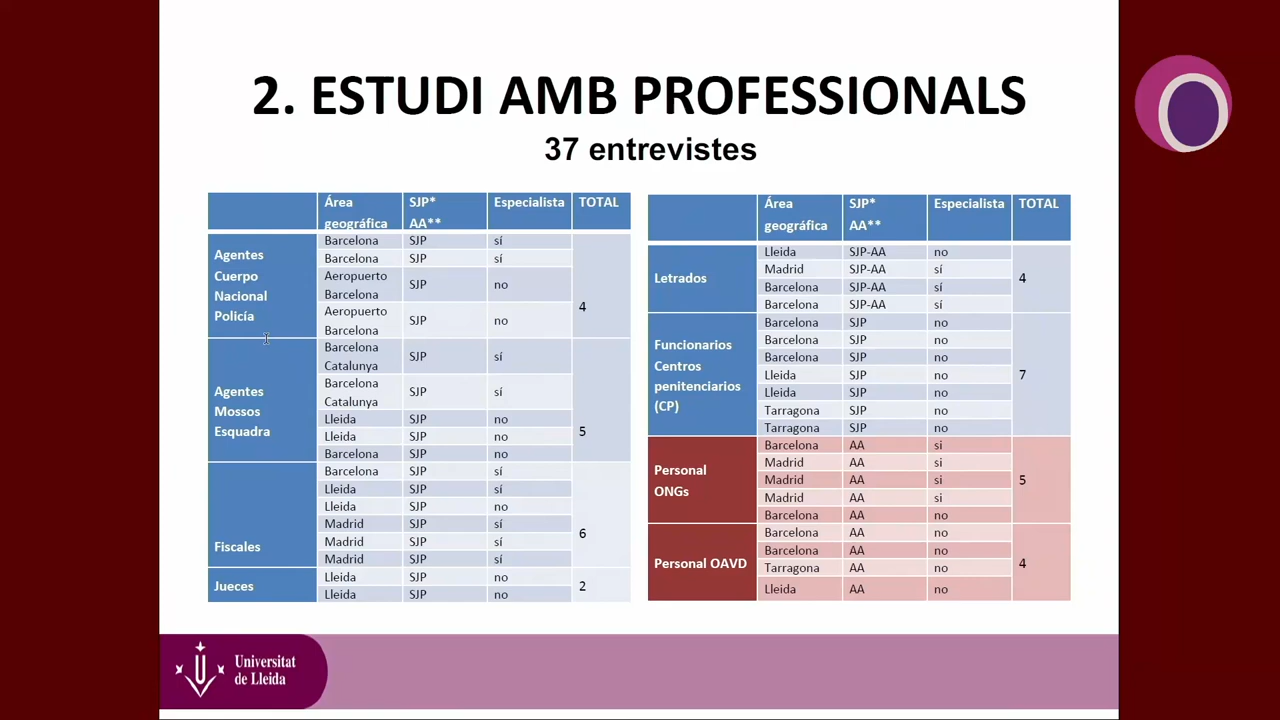 2. ESTUDI AMB PROFESSIONALS
37 entrevistes
Área geográfica SJP* AA** Especialista TOTAL
Agentes Cuerpo Nacional Policía
Barcelona SJP sí
Barcelona SJP sí
Aeropuerto Barcelona SJP no
Aeropuerto Barcelona SJP no
4
Agentes Mossos Esquadra
Barcelona Catalunya SJP sí
Barcelona Catalunya SJP sí
Lleida SJP no
Lleida SJP no
Barcelona SJP no
5
Fiscales
Barcelona SJP sí
Lleida SJP sí
Lleida SJP no
Madrid SJP sí
Madrid SJP sí
Madrid SJP sí
6
Jueces
Lleida SJP no
Lleida SJP no
2
Área geográfica SJP* AA** Especialista TOTAL
Letrados
Lleida SJP-AA no
Madrid SJP-AA sí
Barcelona SJP-AA sí
Barcelona SJP-AA sí
4
Funcionarios Centros penitenciarios (CP)
Barcelona SJP no
Barcelona SJP no
Barcelona SJP no
Lleida SJP no
Lleida SJP no
Tarragona SJP no
Tarragona SJP no
7
Personal ONGs
Barcelona AA si
Madrid AA si
Madrid AA si
Madrid AA si
Barcelona AA no
5
Personal OAVD
Barcelona AA no
Barcelona AA no
Tarragona AA no
Lleida AA no
4
Universitat
de Lleida